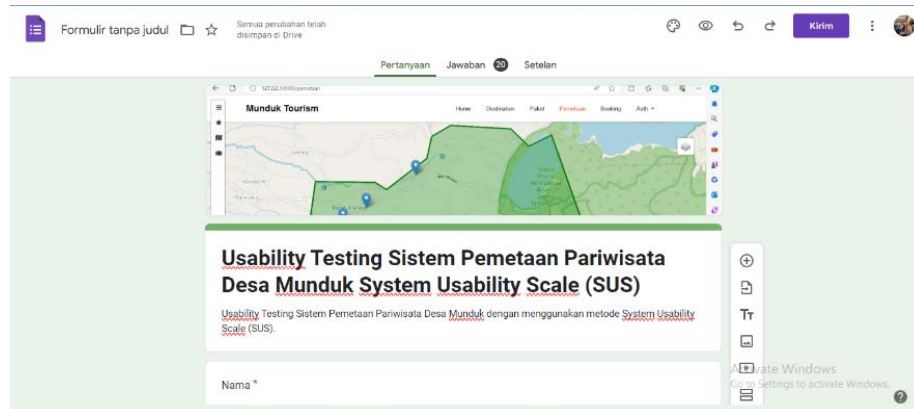 Formulir tanpa judul
Semua perubahan telah
disimpan di Drive
Kirim
Pertanyaan Jawaban 20 Setelan
Munduk Tourism
Home Destination Paket Pemetaan Booking Auth
Usability Testing Sistem Pemetaan Pariwisata
Desa Munduk System Usability Scale (SUS)
Usability Testing Sistem Pemetaan Pariwisata Desa Munduk dengan menggunakan metode System Usability
Scale (SUS).
Nama *
Activate Windows
Go to Settings to activate Windows.